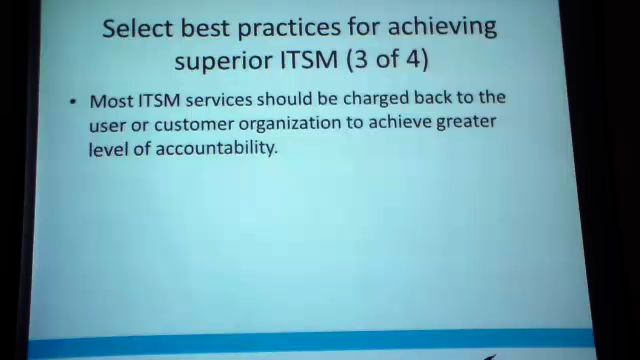 Select best practices for achieving
superior ITSM (3 of 4)
• Most ITSM services should be charged back to the
user or customer organization to achieve greater
level of accountability.